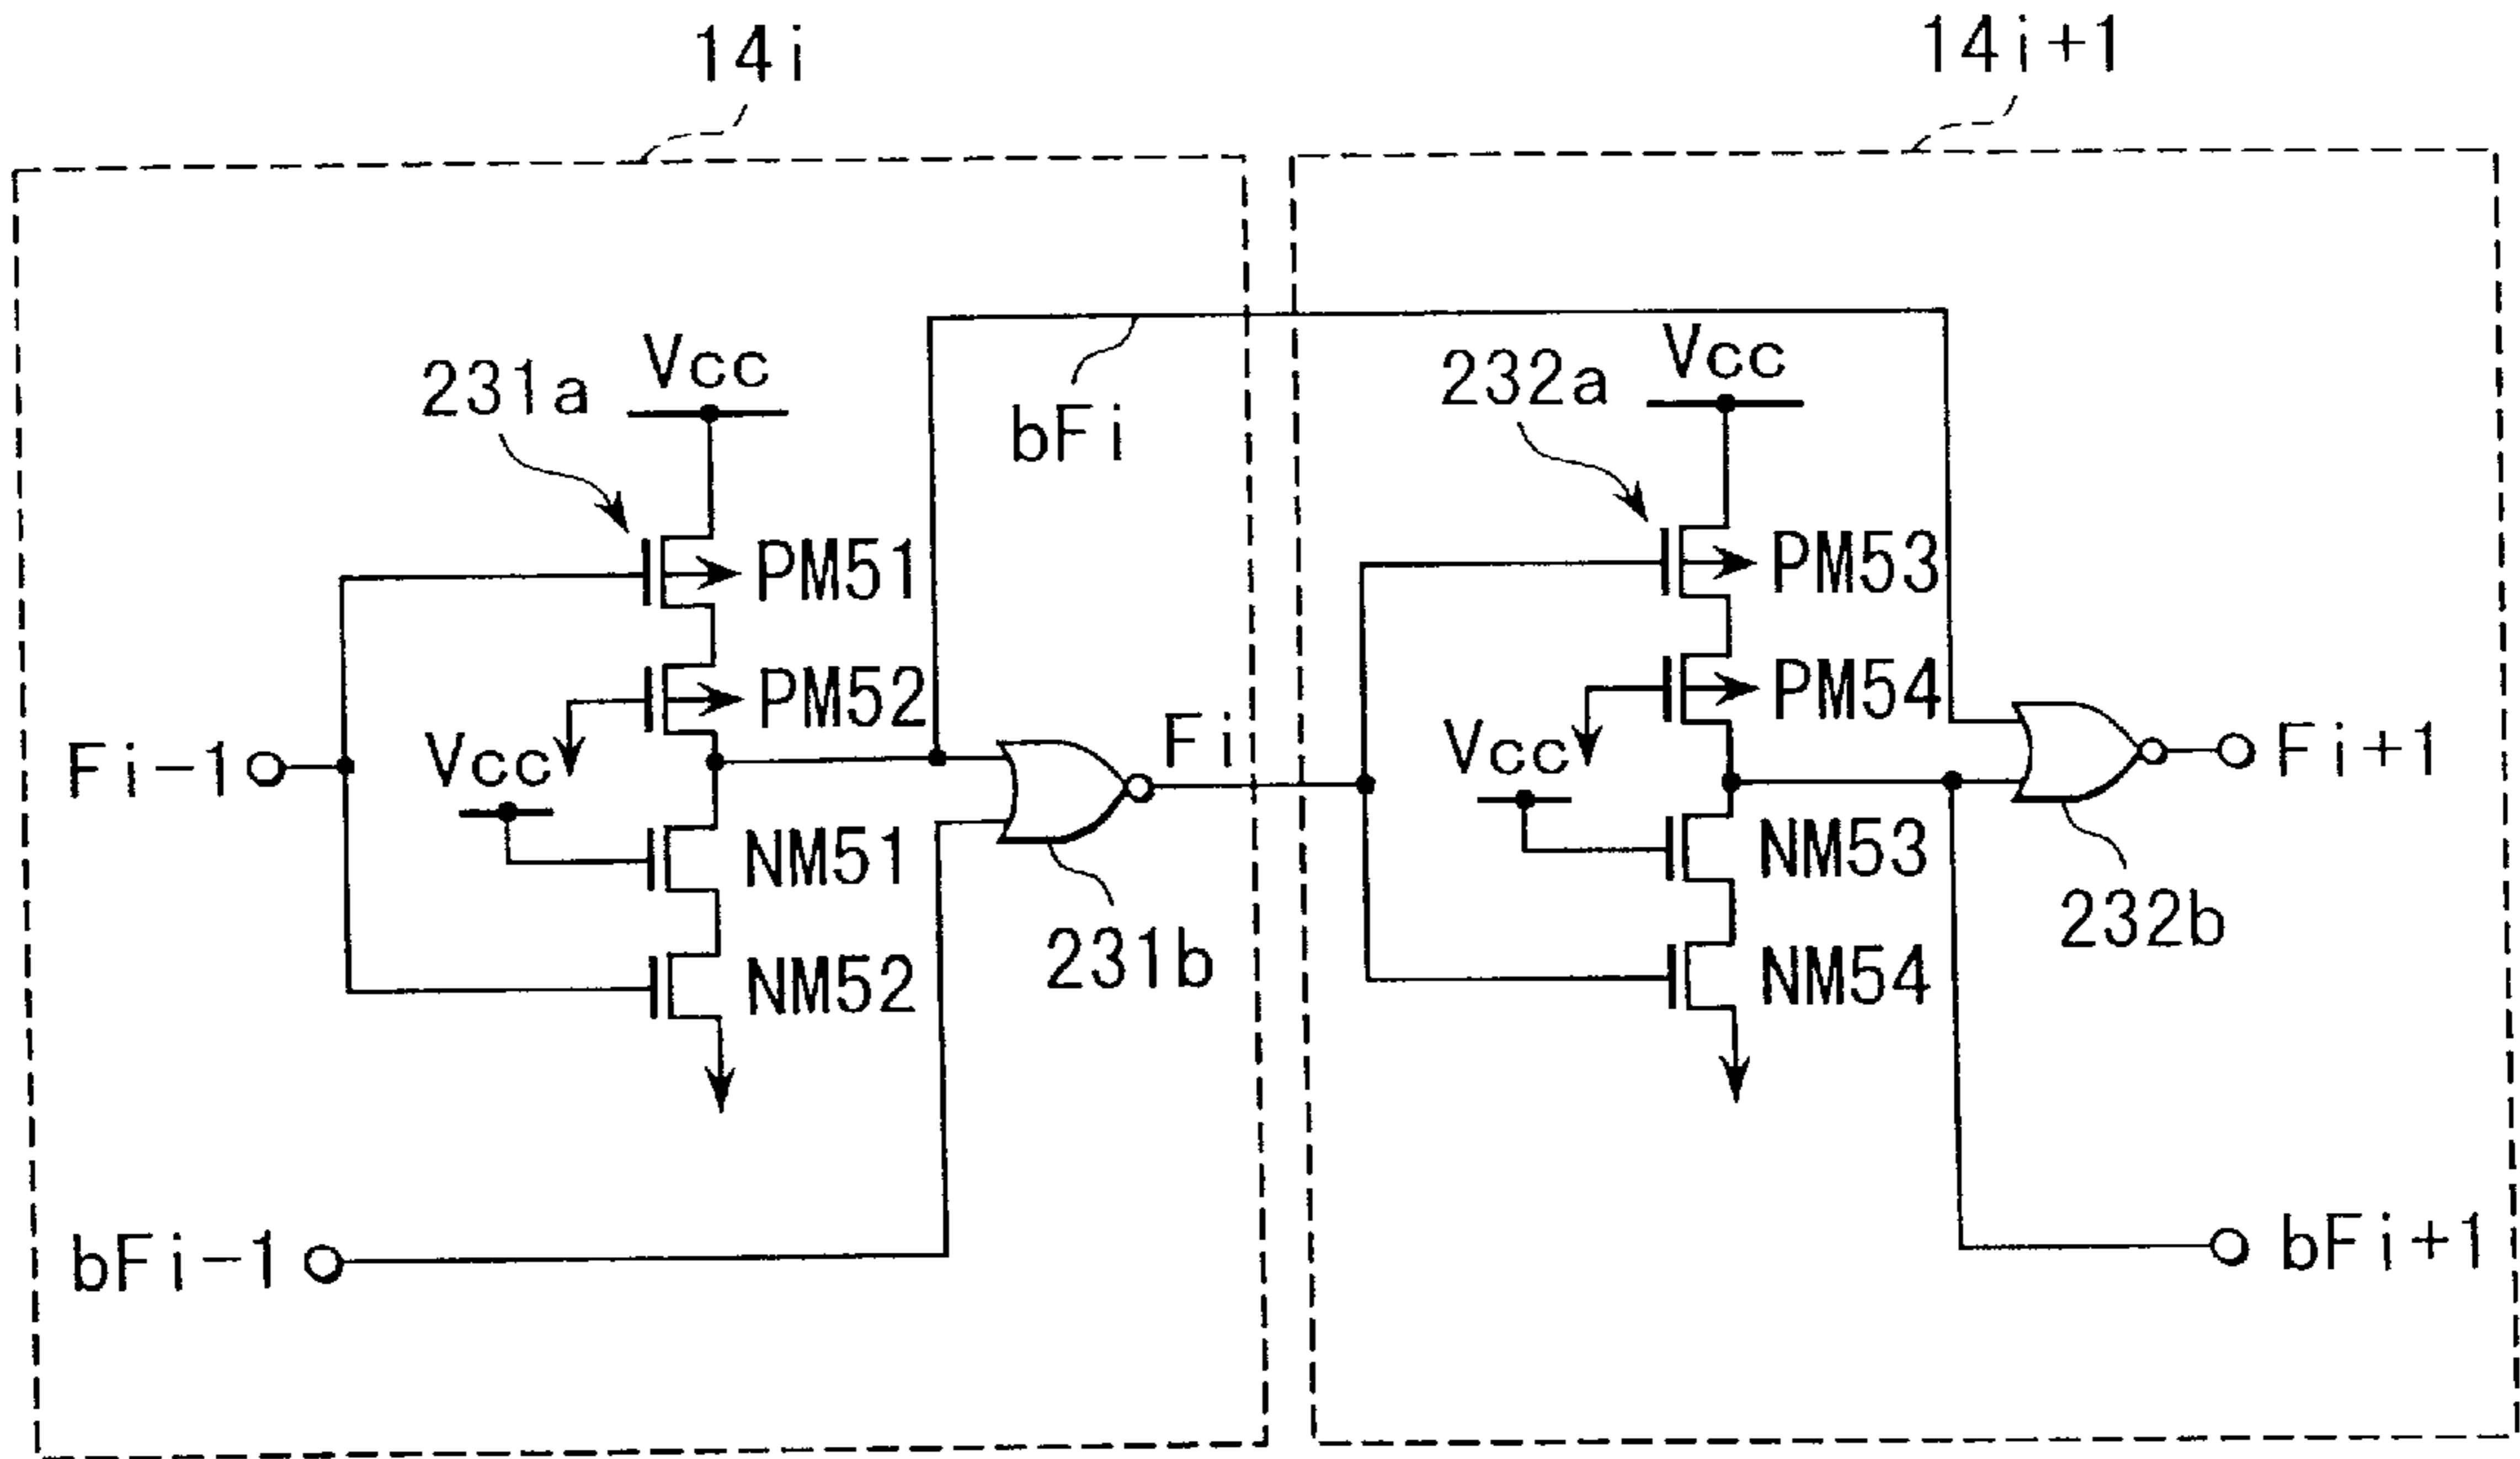 14i
14i+1
Vcc
231a
bFi
Vcc
232a
PM51
PM53
PM52
PM54
Fi-1
Vcc
Fi
Vcc
Fi+1
NM51
NM53
231b
232b
NM52
NM54
bFi-1
bFi+1